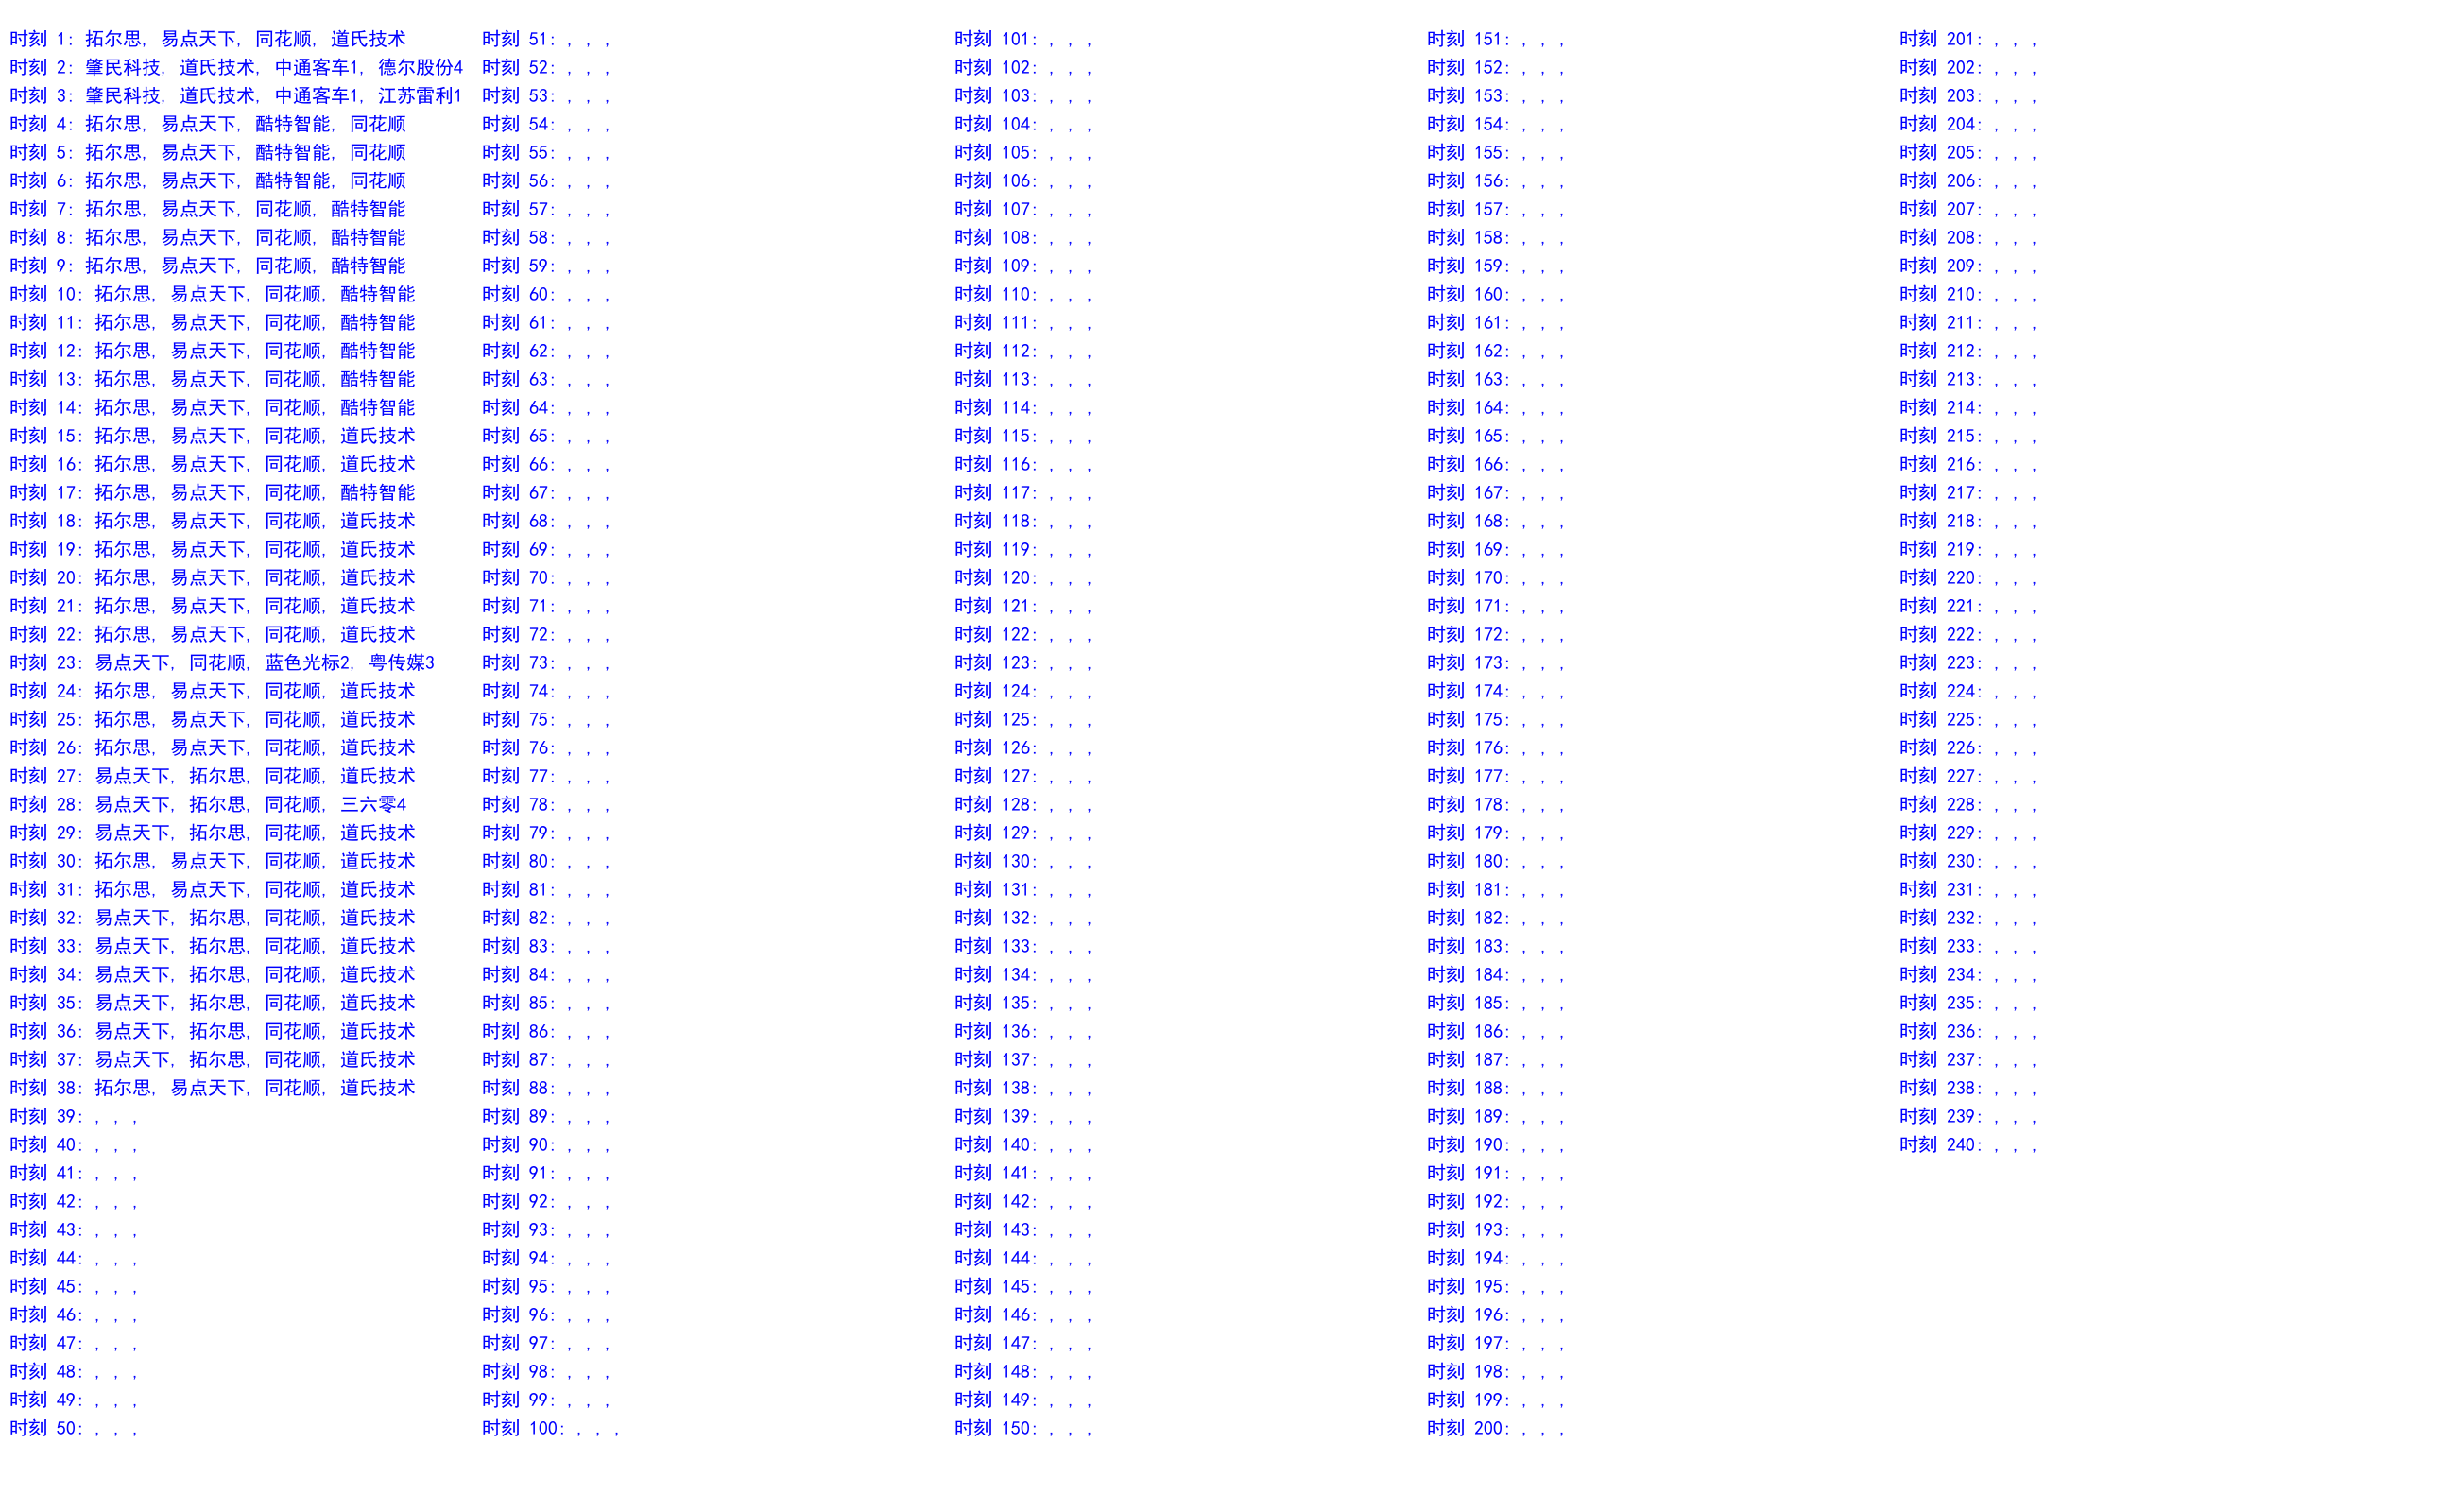 时刻 1: 拓尔思, 易点天下, 同花顺, 道氏技术
时刻 2: 肇民科技, 道氏技术, 中通客车1, 德尔股份4
时刻 3: 肇民科技, 道氏技术, 中通客车1, 江苏雷利1
时刻 4: 拓尔思, 易点天下, 酷特智能, 同花顺
时刻 5: 拓尔思, 易点天下, 酷特智能, 同花顺
时刻 6: 拓尔思, 易点天下, 酷特智能, 同花顺
时刻 7: 拓尔思, 易点天下, 同花顺, 酷特智能
时刻 8: 拓尔思, 易点天下, 同花顺, 酷特智能
时刻 9: 拓尔思, 易点天下, 同花顺, 酷特智能
时刻 10: 拓尔思, 易点天下, 同花顺, 酷特智能
时刻 11: 拓尔思, 易点天下, 同花顺, 酷特智能
时刻 12: 拓尔思, 易点天下, 同花顺, 酷特智能
时刻 13: 拓尔思, 易点天下, 同花顺, 酷特智能
时刻 14: 拓尔思, 易点天下, 同花顺, 酷特智能
时刻 15: 拓尔思, 易点天下, 同花顺, 道氏技术
时刻 16: 拓尔思, 易点天下, 同花顺, 道氏技术
时刻 17: 拓尔思, 易点天下, 同花顺, 酷特智能
时刻 18: 拓尔思, 易点天下, 同花顺, 道氏技术
时刻 19: 拓尔思, 易点天下, 同花顺, 道氏技术
时刻 20: 拓尔思, 易点天下, 同花顺, 道氏技术
时刻 21: 拓尔思, 易点天下, 同花顺, 道氏技术
时刻 22: 拓尔思, 易点天下, 同花顺, 道氏技术
时刻 23: 易点天下, 同花顺, 蓝色光标2, 粤传媒3
时刻 24: 拓尔思, 易点天下, 同花顺, 道氏技术
时刻 25: 拓尔思, 易点天下, 同花顺, 道氏技术
时刻 26: 拓尔思, 易点天下, 同花顺, 道氏技术
时刻 27: 易点天下, 拓尔思, 同花顺, 道氏技术
时刻 28: 易点天下, 拓尔思, 同花顺, 三六零4
时刻 29: 易点天下, 拓尔思, 同花顺, 道氏技术
时刻 30: 拓尔思, 易点天下, 同花顺, 道氏技术
时刻 31: 拓尔思, 易点天下, 同花顺, 道氏技术
时刻 32: 易点天下, 拓尔思, 同花顺, 道氏技术
时刻 33: 易点天下, 拓尔思, 同花顺, 道氏技术
时刻 34: 易点天下, 拓尔思, 同花顺, 道氏技术
时刻 35: 易点天下, 拓尔思, 同花顺, 道氏技术
时刻 36: 易点天下, 拓尔思, 同花顺, 道氏技术
时刻 37: 易点天下, 拓尔思, 同花顺, 道氏技术
时刻 38: 拓尔思, 易点天下, 同花顺, 道氏技术
时刻 39: , , ,
时刻 40: , , ,
时刻 41: , , ,
时刻 42: , , ,
时刻 43: , , ,
时刻 44: , , ,
时刻 45: , , ,
时刻 46: , , ,
时刻 47: , , ,
时刻 48: , , ,
时刻 49: , , ,
时刻 50: , , ,
时刻 51: , , ,
时刻 52: , , ,
时刻 53: , , ,
时刻 54: , , ,
时刻 55: , , ,
时刻 56: , , ,
时刻 57: , , ,
时刻 58: , , ,
时刻 59: , , ,
时刻 60: , , ,
时刻 61: , , ,
时刻 62: , , ,
时刻 63: , , ,
时刻 64: , , ,
时刻 65: , , ,
时刻 66: , , ,
时刻 67: , , ,
时刻 68: , , ,
时刻 69: , , ,
时刻 70: , , ,
时刻 71: , , ,
时刻 72: , , ,
时刻 73: , , ,
时刻 74: , , ,
时刻 75: , , ,
时刻 76: , , ,
时刻 77: , , ,
时刻 78: , , ,
时刻 79: , , ,
时刻 80: , , ,
时刻 81: , , ,
时刻 82: , , ,
时刻 83: , , ,
时刻 84: , , ,
时刻 85: , , ,
时刻 86: , , ,
时刻 87: , , ,
时刻 88: , , ,
时刻 89: , , ,
时刻 90: , , ,
时刻 91: , , ,
时刻 92: , , ,
时刻 93: , , ,
时刻 94: , , ,
时刻 95: , , ,
时刻 96: , , ,
时刻 97: , , ,
时刻 98: , , ,
时刻 99: , , ,
时刻 100: , , ,
时刻 101: , , ,
时刻 102: , , ,
时刻 103: , , ,
时刻 104: , , ,
时刻 105: , , ,
时刻 106: , , ,
时刻 107: , , ,
时刻 108: , , ,
时刻 109: , , ,
时刻 110: , , ,
时刻 111: , , ,
时刻 112: , , ,
时刻 113: , , ,
时刻 114: , , ,
时刻 115: , , ,
时刻 116: , , ,
时刻 117: , , ,
时刻 118: , , ,
时刻 119: , , ,
时刻 120: , , ,
时刻 121: , , ,
时刻 122: , , ,
时刻 123: , , ,
时刻 124: , , ,
时刻 125: , , ,
时刻 126: , , ,
时刻 127: , , ,
时刻 128: , , ,
时刻 129: , , ,
时刻 130: , , ,
时刻 131: , , ,
时刻 132: , , ,
时刻 133: , , ,
时刻 134: , , ,
时刻 135: , , ,
时刻 136: , , ,
时刻 137: , , ,
时刻 138: , , ,
时刻 139: , , ,
时刻 140: , , ,
时刻 141: , , ,
时刻 142: , , ,
时刻 143: , , ,
时刻 144: , , ,
时刻 145: , , ,
时刻 146: , , ,
时刻 147: , , ,
时刻 148: , , ,
时刻 149: , , ,
时刻 150: , , ,
时刻 151: , , ,
时刻 152: , , ,
时刻 153: , , ,
时刻 154: , , ,
时刻 155: , , ,
时刻 156: , , ,
时刻 157: , , ,
时刻 158: , , ,
时刻 159: , , ,
时刻 160: , , ,
时刻 161: , , ,
时刻 162: , , ,
时刻 163: , , ,
时刻 164: , , ,
时刻 165: , , ,
时刻 166: , , ,
时刻 167: , , ,
时刻 168: , , ,
时刻 169: , , ,
时刻 170: , , ,
时刻 171: , , ,
时刻 172: , , ,
时刻 173: , , ,
时刻 174: , , ,
时刻 175: , , ,
时刻 176: , , ,
时刻 177: , , ,
时刻 178: , , ,
时刻 179: , , ,
时刻 180: , , ,
时刻 181: , , ,
时刻 182: , , ,
时刻 183: , , ,
时刻 184: , , ,
时刻 185: , , ,
时刻 186: , , ,
时刻 187: , , ,
时刻 188: , , ,
时刻 189: , , ,
时刻 190: , , ,
时刻 191: , , ,
时刻 192: , , ,
时刻 193: , , ,
时刻 194: , , ,
时刻 195: , , ,
时刻 196: , , ,
时刻 197: , , ,
时刻 198: , , ,
时刻 199: , , ,
时刻 200: , , ,
时刻 201: , , ,
时刻 202: , , ,
时刻 203: , , ,
时刻 204: , , ,
时刻 205: , , ,
时刻 206: , , ,
时刻 207: , , ,
时刻 208: , , ,
时刻 209: , , ,
时刻 210: , , ,
时刻 211: , , ,
时刻 212: , , ,
时刻 213: , , ,
时刻 214: , , ,
时刻 215: , , ,
时刻 216: , , ,
时刻 217: , , ,
时刻 218: , , ,
时刻 219: , , ,
时刻 220: , , ,
时刻 221: , , ,
时刻 222: , , ,
时刻 223: , , ,
时刻 224: , , ,
时刻 225: , , ,
时刻 226: , , ,
时刻 227: , , ,
时刻 228: , , ,
时刻 229: , , ,
时刻 230: , , ,
时刻 231: , , ,
时刻 232: , , ,
时刻 233: , , ,
时刻 234: , , ,
时刻 235: , , ,
时刻 236: , , ,
时刻 237: , , ,
时刻 238: , , ,
时刻 239: , , ,
时刻 240: , , ,